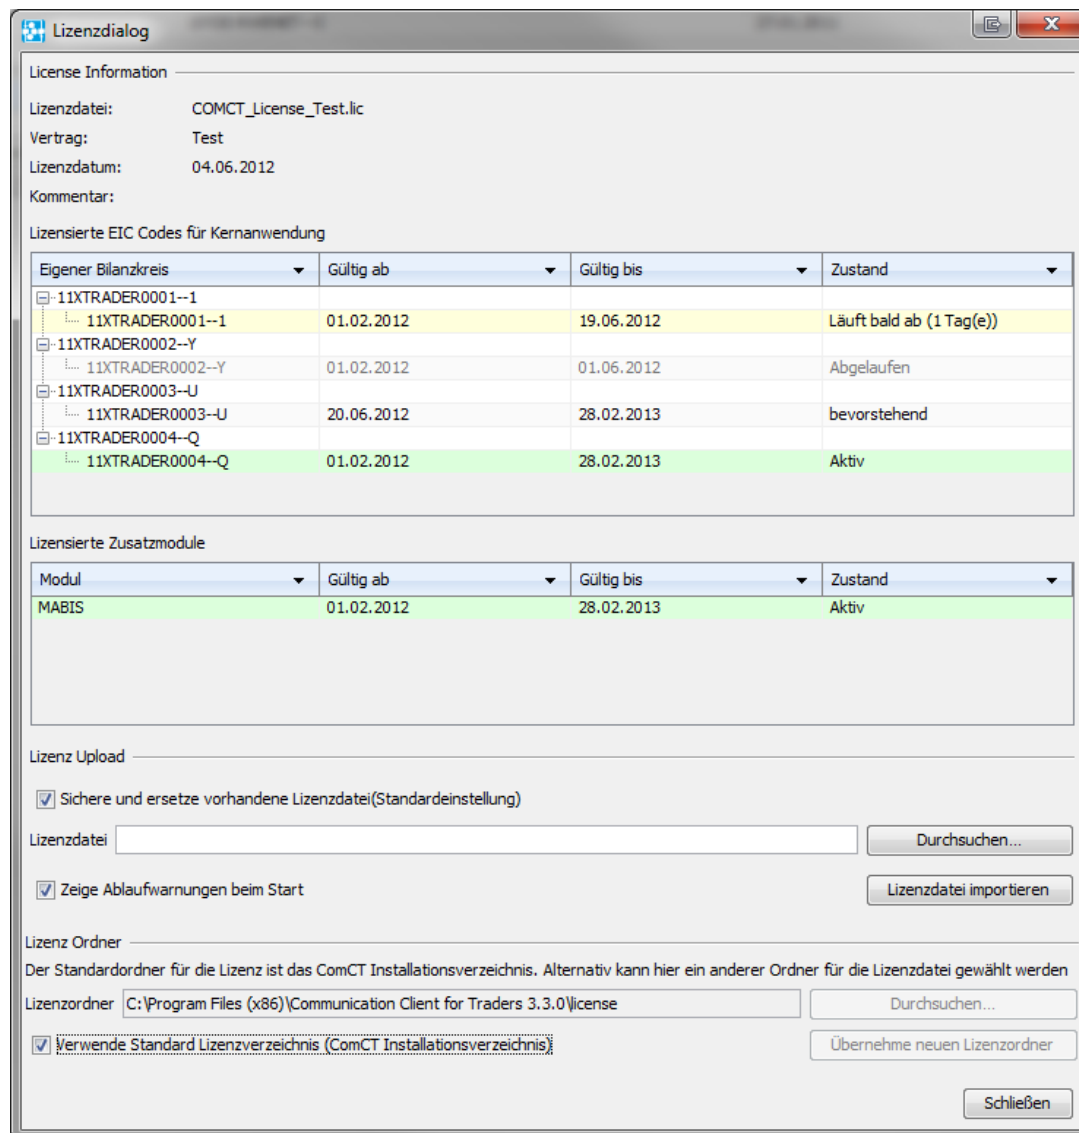 Lizenzdialog
License Information
Lizenzdatei: COMCT_License_Test.lic
Vertrag: Test
Lizenzdatum: 04.06.2012
Kommentar:
Lizensierte EIC Codes für Kernanwendung
Eigener Bilanzkreis Gültig ab Gültig bis Zustand
11XTRADER0001--1
11XTRADER0001--1 01.02.2012 19.06.2012 Läuft bald ab (1 Tag(e))
11XTRADER0002--Y
11XTRADER0002--Y 01.02.2012 01.06.2012 Abgelaufen
11XTRADER0003--U
11XTRADER0003--U 20.06.2012 28.02.2013 bevorstehend
11XTRADER0004--Q
11XTRADER0004--Q 01.02.2012 28.02.2013 Aktiv
Lizensierte Zusatzmodule
Modul Gültig ab Gültig bis Zustand
MABIS 01.02.2012 28.02.2013 Aktiv
Lizenz Upload
Sichere und ersetze vorhandene Lizenzdatei(Standardeinstellung)
Lizenzdatei Durchsuchen...
Zeige Ablaufwarnungen beim Start Lizenzdatei importieren
Lizenz Ordner
Der Standardordner für die Lizenz ist das ComCT Installationsverzeichnis. Alternativ kann hier ein anderer Ordner für die Lizenzdatei gewählt werden
Lizenzordner C:\Program Files (x86)\Communication Client for Traders 3.3.0\license Durchsuchen...
Verwende Standard Lizenzverzeichnis (ComCT Installationsverzeichnis) Übernehme neuen Lizenzordner
Schließen